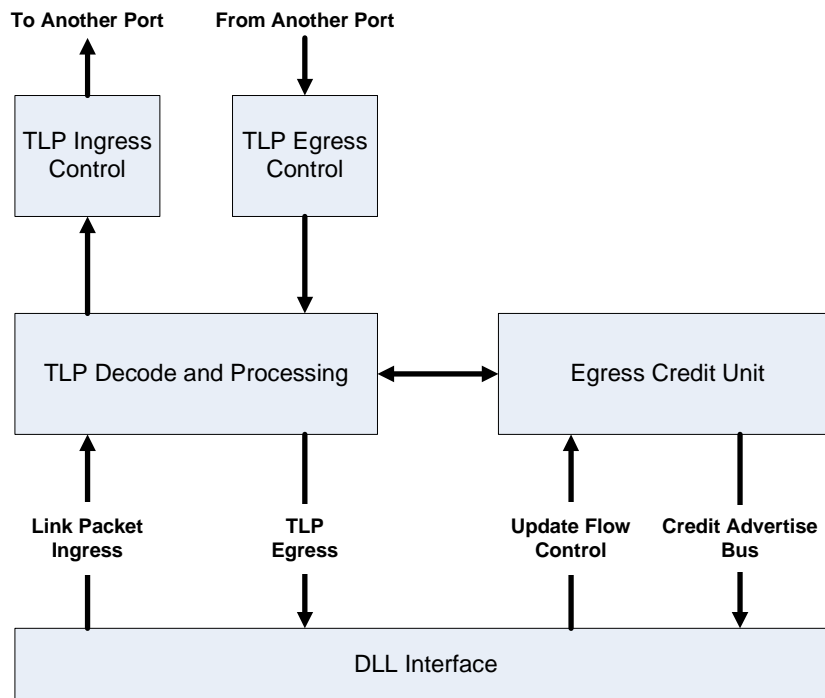 To Another Port
From Another Port
TLP Ingress
Control
TLP Egress
Control
TLP Decode and Processing
Egress Credit Unit
Link Packet
Ingress
TLP
Egress
Update Flow
Control
Credit Advertise
Bus
DLL Interface